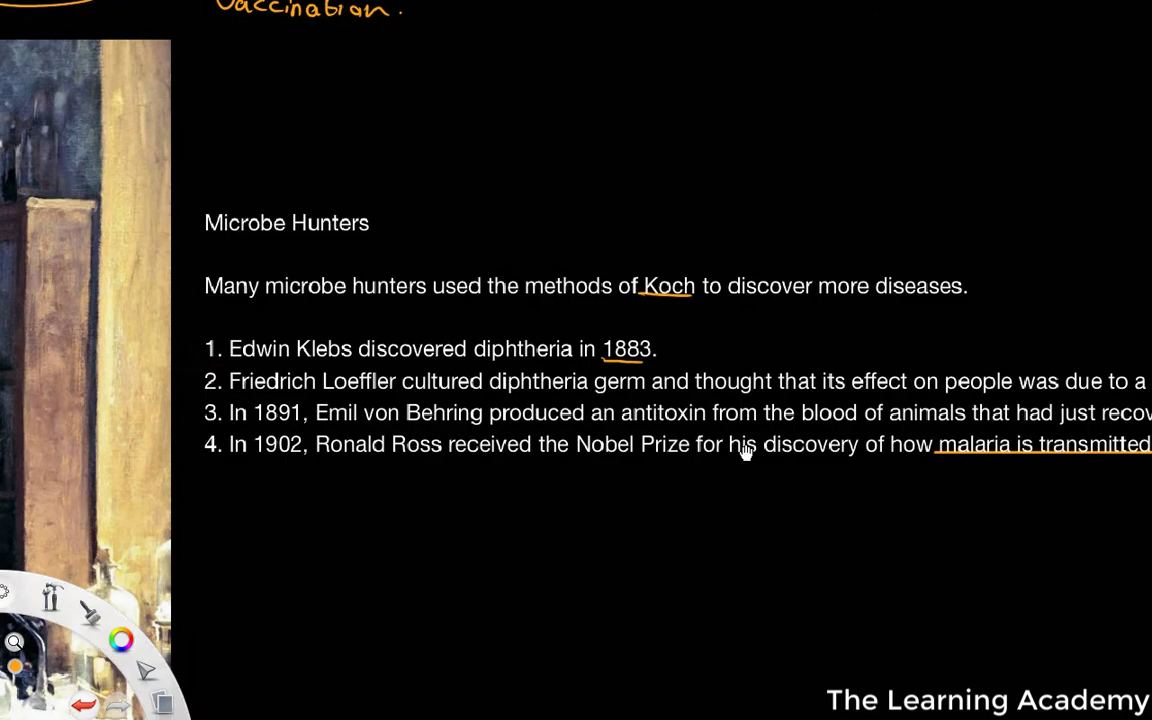 Vaccination.
Microbe Hunters
Many microbe hunters used the methods of Koch to discover more diseases.
1. Edwin Klebs discovered diphtheria in 1883.
2. Friedrich Loeffler cultured diphtheria germ and thought that its effect on people was due to a
3. In 1891, Emil von Behring produced an antitoxin from the blood of animals that had just recov
4. In 1902, Ronald Ross received the Nobel Prize for his discovery of how malaria is transmitted
The Learning Academy